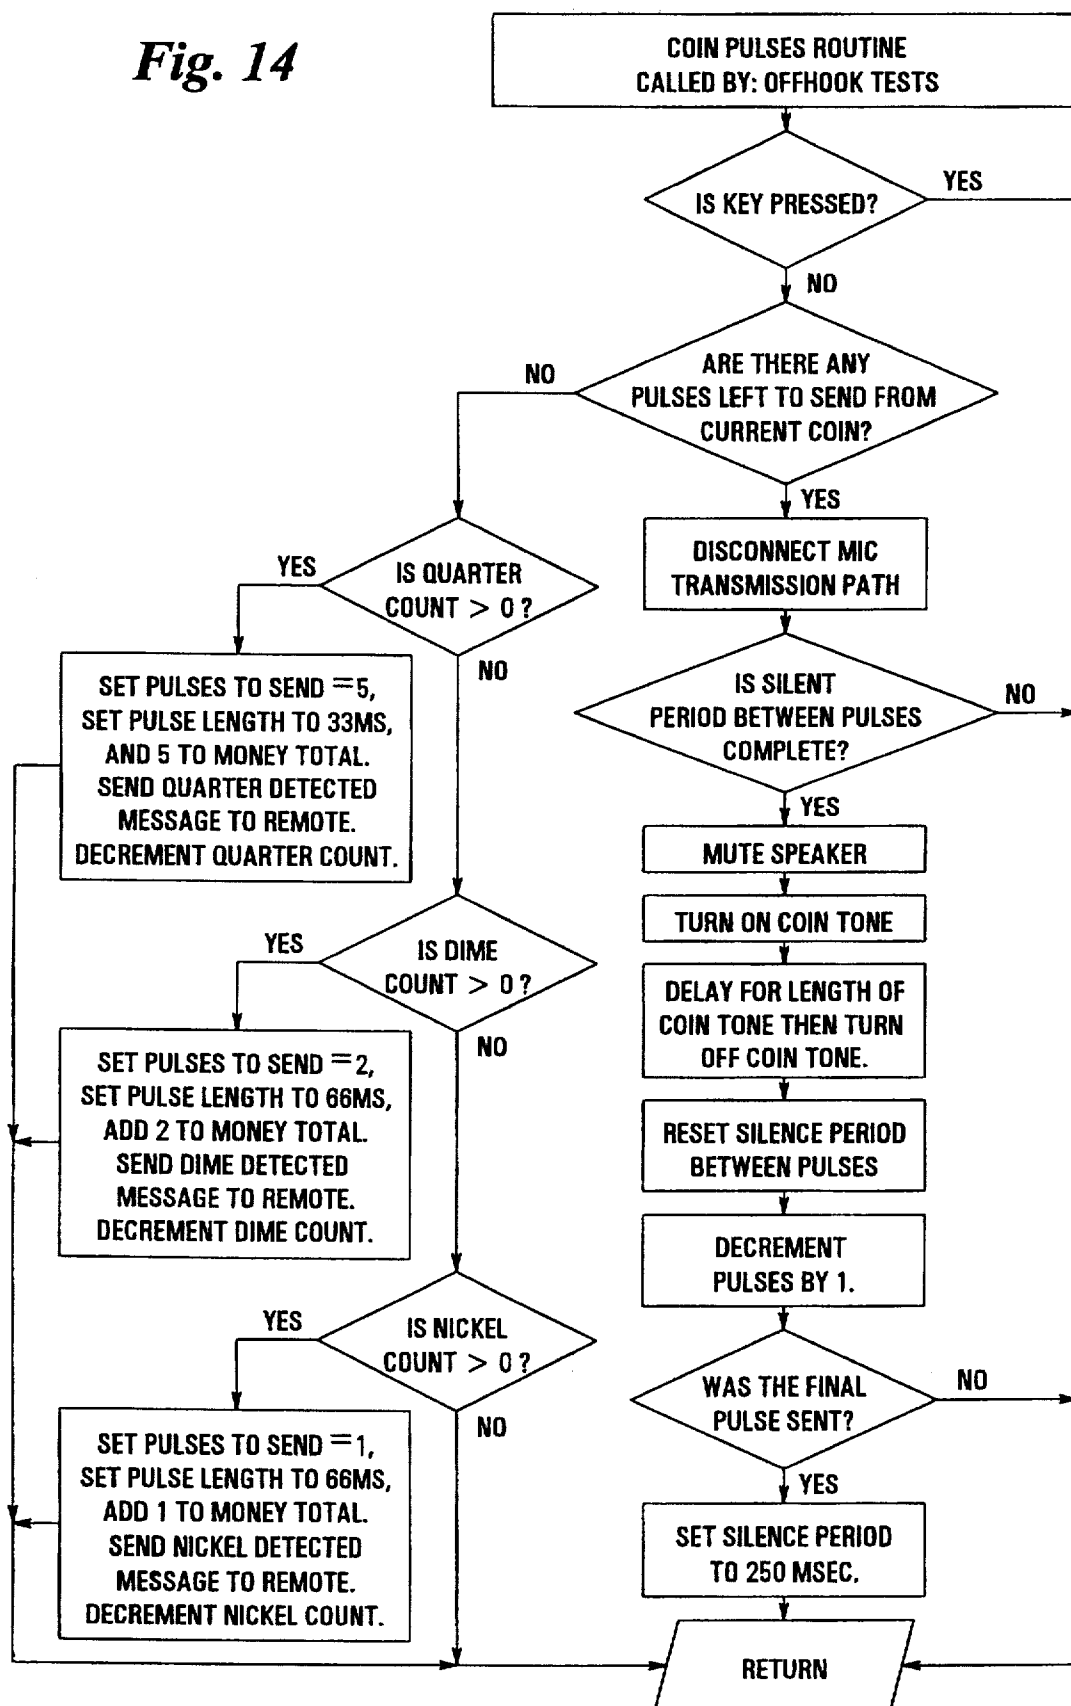 Fig. 14
COIN PULSES ROUTINE
CALLED BY: OFFHOOK TESTS
IS KEY PRESSED?
YES
NO
ARE THERE ANY
PULSES LEFT TO SEND FROM
CURRENT COIN?
NO
YES
DISCONNECT MIC
TRANSMISSION PATH
IS QUARTER
COUNT > 0 ?
YES
NO
SET PULSES TO SEND =5,
SET PULSE LENGTH TO 33MS,
AND 5 TO MONEY TOTAL.
SEND QUARTER DETECTED
MESSAGE TO REMOTE.
DECREMENT QUARTER COUNT.
IS SILENT
PERIOD BETWEEN PULSES
COMPLETE?
NO
YES
MUTE SPEAKER
TURN ON COIN TONE
IS DIME
COUNT > 0 ?
YES
NO
DELAY FOR LENGTH OF
COIN TONE THEN TURN
OFF COIN TONE.
SET PULSES TO SEND =2,
SET PULSE LENGTH TO 66MS,
ADD 2 TO MONEY TOTAL.
SEND DIME DETECTED
MESSAGE TO REMOTE.
DECREMENT DIME COUNT.
RESET SILENCE PERIOD
BETWEEN PULSES
DECREMENT
PULSES BY 1.
IS NICKEL
COUNT > 0 ?
YES
NO
WAS THE FINAL
PULSE SENT?
NO
YES
SET PULSES TO SEND =1,
SET PULSE LENGTH TO 66MS,
ADD 1 TO MONEY TOTAL.
SEND NICKEL DETECTED
MESSAGE TO REMOTE.
DECREMENT NICKEL COUNT.
SET SILENCE PERIOD
TO 250 MSEC.
RETURN